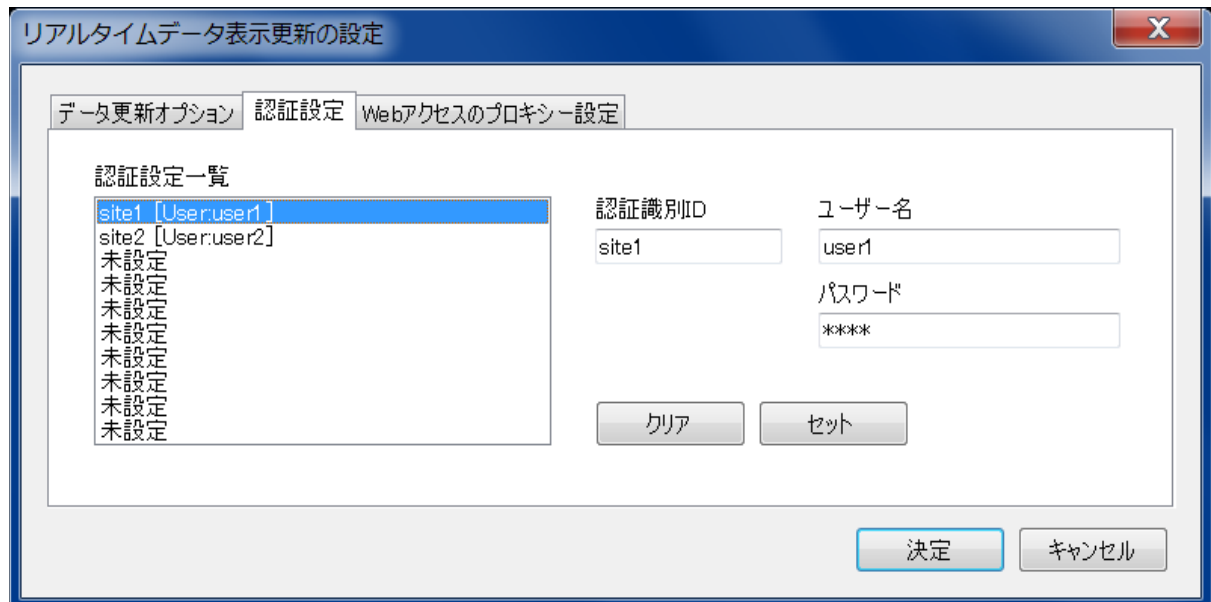 リアルタイムデータ表示更新の設定
X
データ更新オプション 認証設定 Webアクセスのプロキシー設定
認証設定一覧
site1 [User:user1]
site2 [User:user2]
未設定
未設定
未設定
未設定
未設定
未設定
未設定
未設定
認証識別ID
site1
ユーザー名
user1
パスワード
****
クリア セット
決定 キャンセル